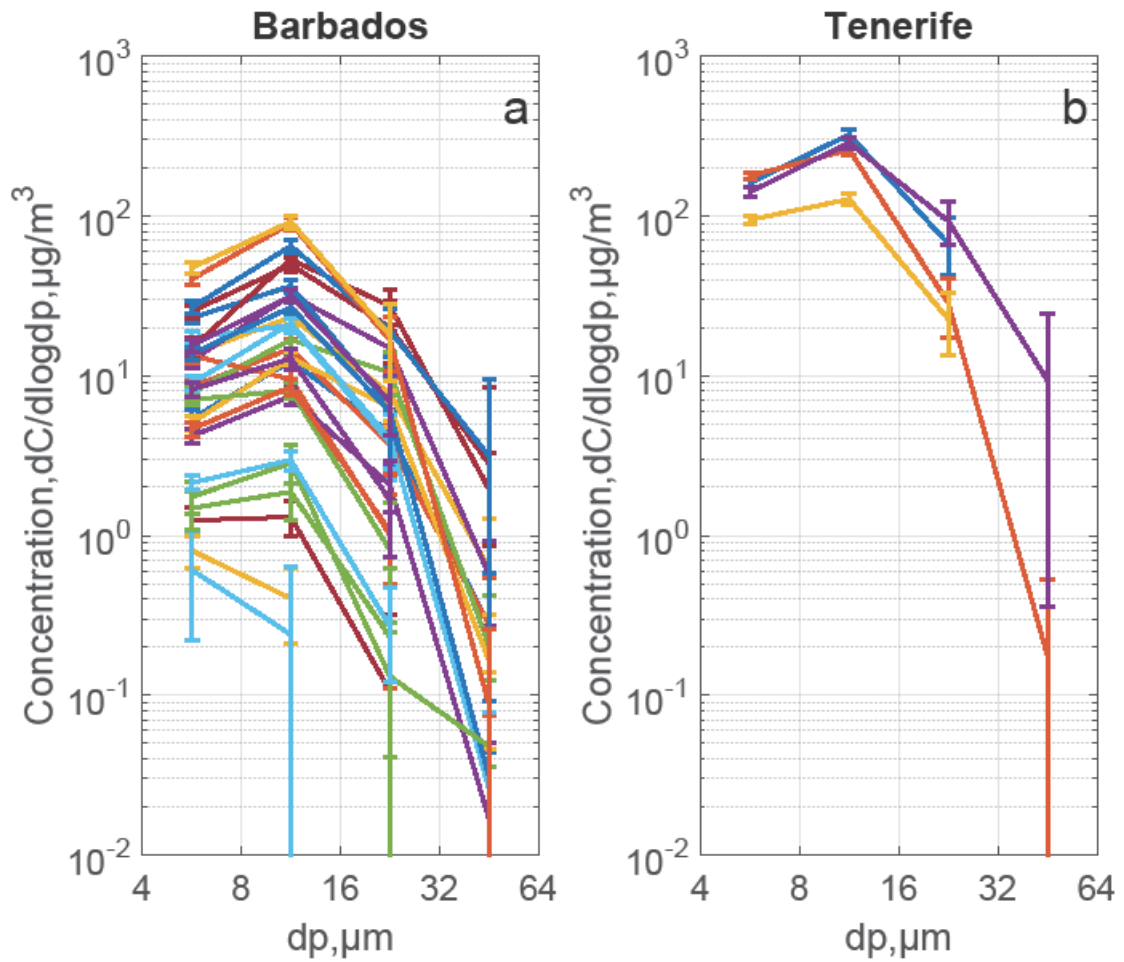 Barbados
Tenerife
a
b
Concentration,dC/dlogdp,µg/m³
10³
10²
10¹
10⁰
10⁻¹
10⁻²
4 8 16 32 64
dp,µm
Concentration,dC/dlogdp,µg/m³
10³
10²
10¹
10⁰
10⁻¹
10⁻²
4 8 16 32 64
dp,µm